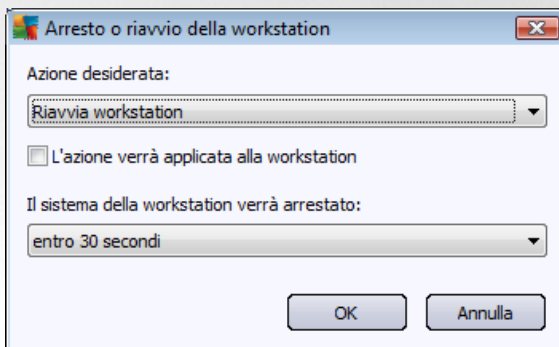 Arresto o riavvio della workstation
Azione desiderata:
Riavvia workstation
L'azione verrà applicata alla workstation
Il sistema della workstation verrà arrestato:
entro 30 secondi
OK Annulla